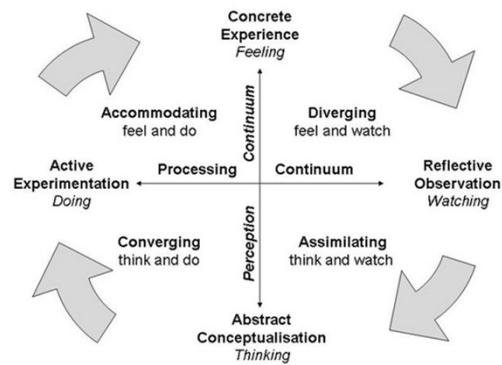 Concrete
Experience
Feeling
Accommodating
feel and do
Continuum
Diverging
feel and watch
Active
Experimentation
Doing
Processing
Continuum
Reflective
Observation
Watching
Converging
think and do
Perception
Assimilating
think and watch
Abstract
Conceptualisation
Thinking